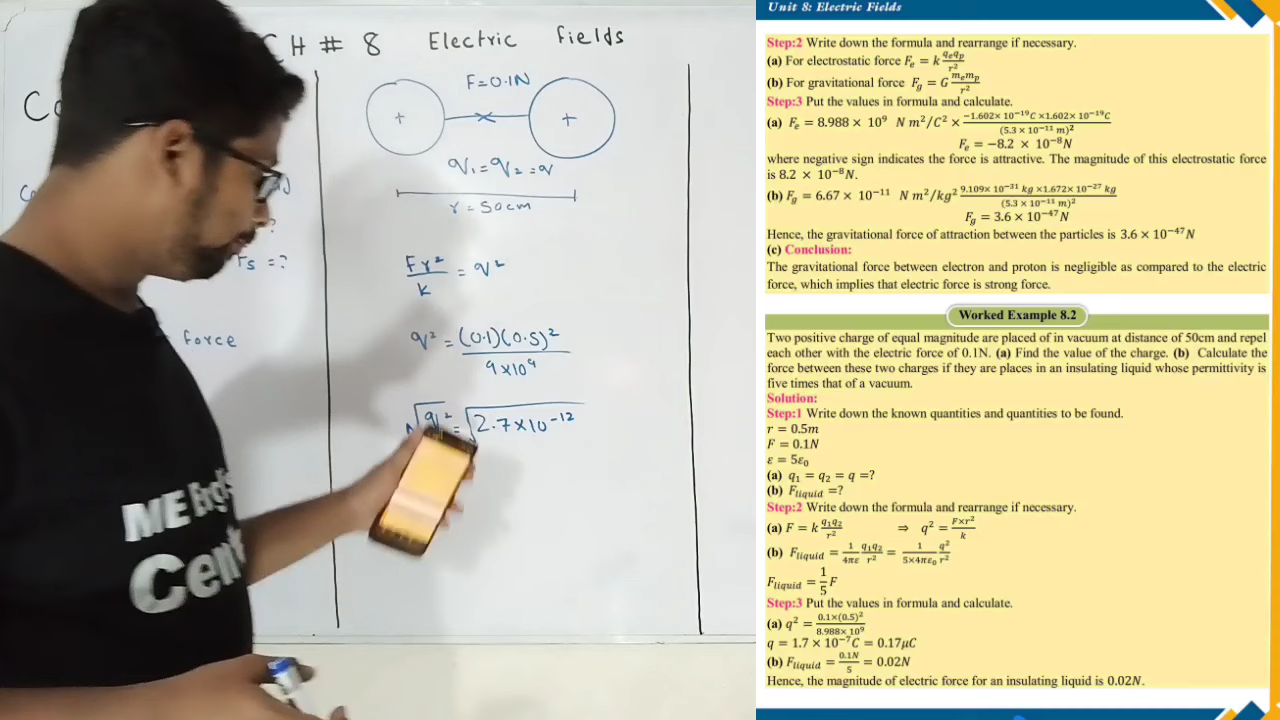 CH # 8 Electric fields
F=0.1N
+ +
q₁=q₂=q
r = 50cm
Fr²/k = q²
q² = (0.1)(0.5)²/9×10⁹
√q² = √2.7×10⁻¹²
=?
Fs =?
force
ME
Cen
Unit 8: Electric Fields
Step:2 Write down the formula and rearrange if necessary.
(a) For electrostatic force Fₑ = k qₑqₚ/r²
(b) For gravitational force F_g = G mₑmₚ/r²
Step:3 Put the values in formula and calculate.
(a) Fₑ = 8.988 × 10⁹ N m²/C² × −1.602× 10⁻¹⁹C ×1.602× 10⁻¹⁹C/(5.3 × 10⁻¹¹ m)²
Fₑ = −8.2 × 10⁻⁸N
where negative sign indicates the force is attractive. The magnitude of this electrostatic force
is 8.2 × 10⁻⁸N.
(b) F_g = 6.67 × 10⁻¹¹ N m²/kg² 9.109× 10⁻³¹ kg ×1.672× 10⁻²⁷ kg/(5.3 × 10⁻¹¹ m)²
F_g = 3.6 × 10⁻⁴⁷N
Hence, the gravitational force of attraction between the particles is 3.6 × 10⁻⁴⁷N
(c) Conclusion:
The gravitational force between electron and proton is negligible as compared to the electric
force, which implies that electric force is strong force.
Worked Example 8.2
Two positive charge of equal magnitude are placed of in vacuum at distance of 50cm and repel
each other with the electric force of 0.1N. (a) Find the value of the charge. (b) Calculate the
force between these two charges if they are places in an insulating liquid whose permittivity is
five times that of a vacuum.
Solution:
Step:1 Write down the known quantities and quantities to be found.
r = 0.5m
F = 0.1N
ε = 5ε₀
(a) q₁ = q₂ = q =?
(b) F_liquid =?
Step:2 Write down the formula and rearrange if necessary.
(a) F = k q₁q₂/r² ⇒ q² = F×r²/k
(b) F_liquid = 1/4πε q₁q₂/r² = 1/5×4πε₀ q²/r²
F_liquid = 1/5 F
Step:3 Put the values in formula and calculate.
(a) q² = 0.1×(0.5)²/8.988× 10⁹
q = 1.7 × 10⁻⁷C = 0.17μC
(b) F_liquid = 0.1N/5 = 0.02N
Hence, the magnitude of electric force for an insulating liquid is 0.02N.